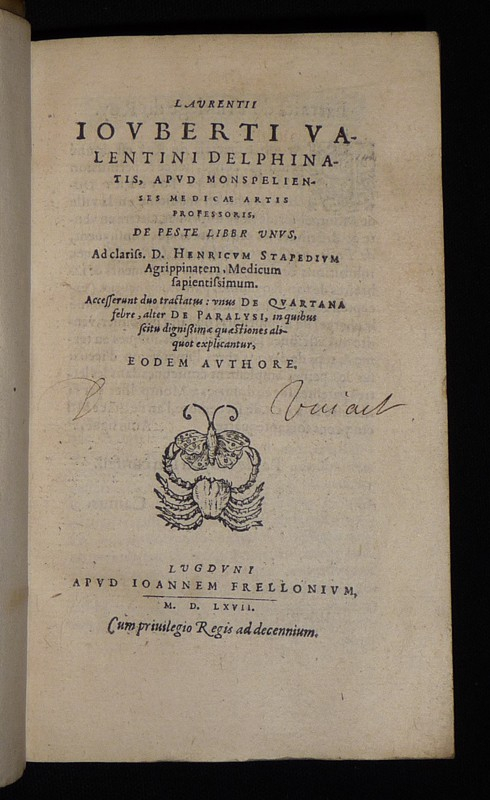 LAVRENTII
IOVBERTI VA-
LENTINI DELPHINA-
TIS, APVD MONSPELIEN-
SES MEDICAE ARTIS
PROFESSORIS,
DE PESTE LIBER VNVS,
Ad clariſs. D. HENRICVM STAPEDIVM
Agrippinatem, Medicum
ſapientiſsimum.
Acceſſerunt duo tractatus: vnus DE QVARTANA
febre, alter DE PARALYSI, in quibus
ſcitu digniſsimæ quæſtiones ali-
quot explicantur,
EODEM AVTHORE.
LVGDVNI
APVD IOANNEM FRELLONIVM,
M. D. LXVII.
Cum priuilegio Regis ad decennium.